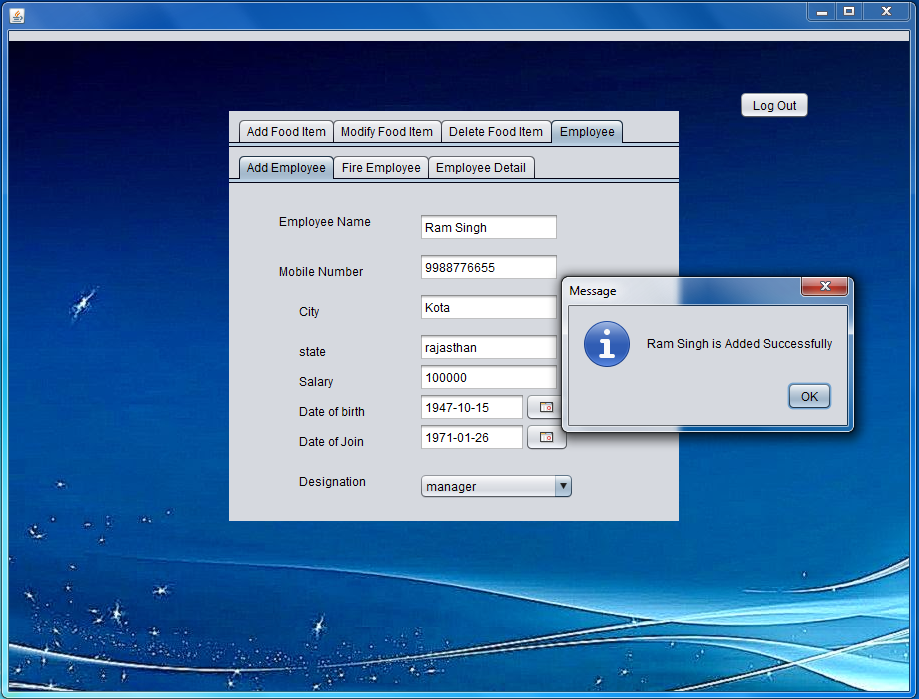 Log Out
Add Food Item Modify Food Item Delete Food Item Employee
Add Employee Fire Employee Employee Detail
Employee Name Ram Singh
Mobile Number 9988776655
City Kota
state rajasthan
Salary 100000
Date of birth 1947-10-15
Date of Join 1971-01-26
Designation manager
Message
Ram Singh is Added Successfully
OK